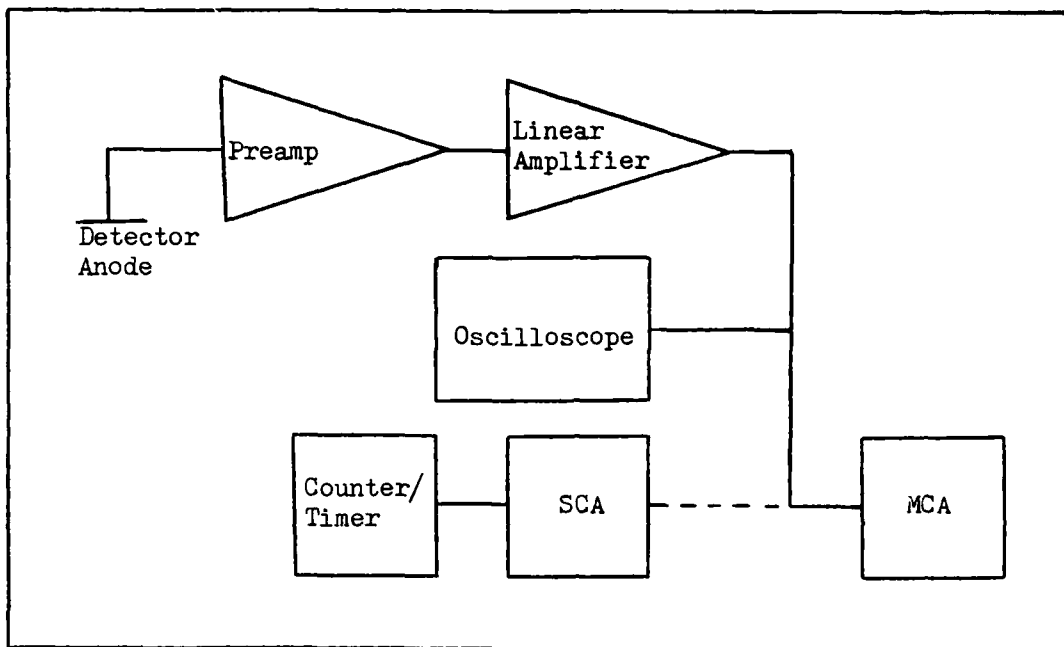 Preamp
Linear
Amplifier
Detector
Anode
Oscilloscope
Counter/
Timer
SCA
MCA